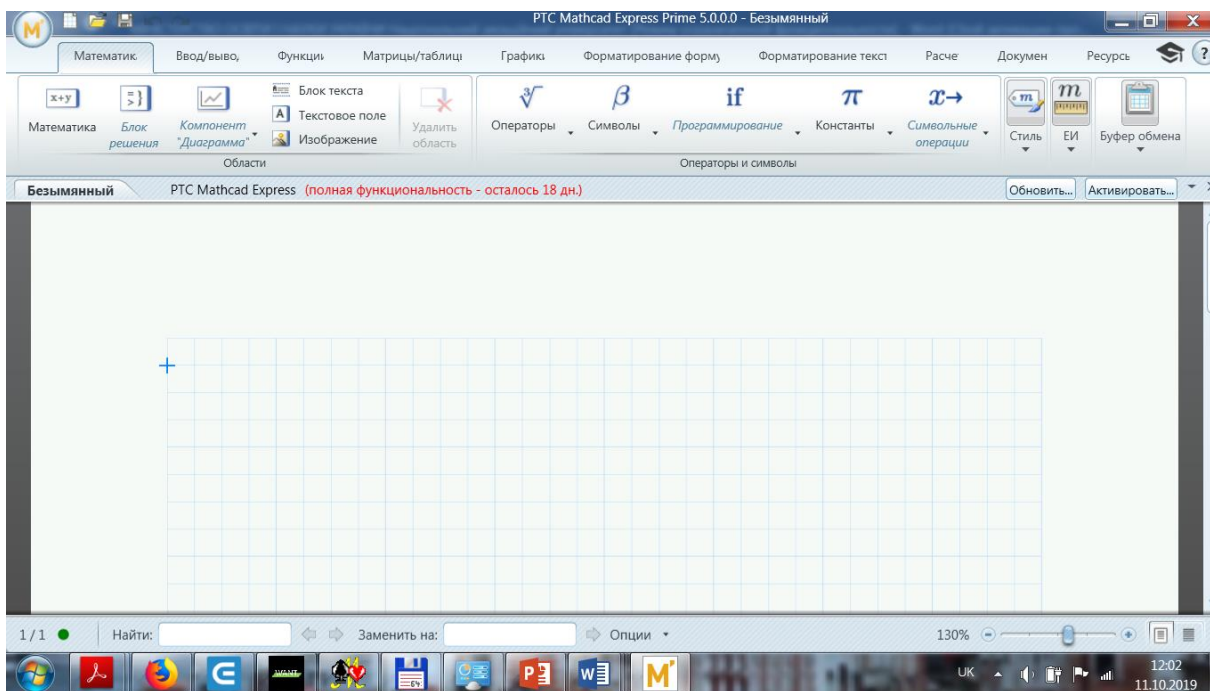 PTC Mathcad Express Prime 5.0.0.0 - Безымянный
Математик Ввод/выво, Функции Матрицы/таблиц Графики Форматирование форму Форматирование текст Расче Докумен Ресурсь
x+y Блок текста β if π x→ m m
Математика Блок решения Компонент "Диаграмма" Текстовое поле Изображение Удалить область Операторы Символы Программирование Константы Символьные операции Стиль ЕИ Буфер обмена
Области Операторы и символы
Безымянный PTC Mathcad Express (полная функциональность - осталось 18 дн.) Обновить... Активировать...
1 / 1 Найти: Заменить на: Опции 130%
UK 12:02
11.10.2019